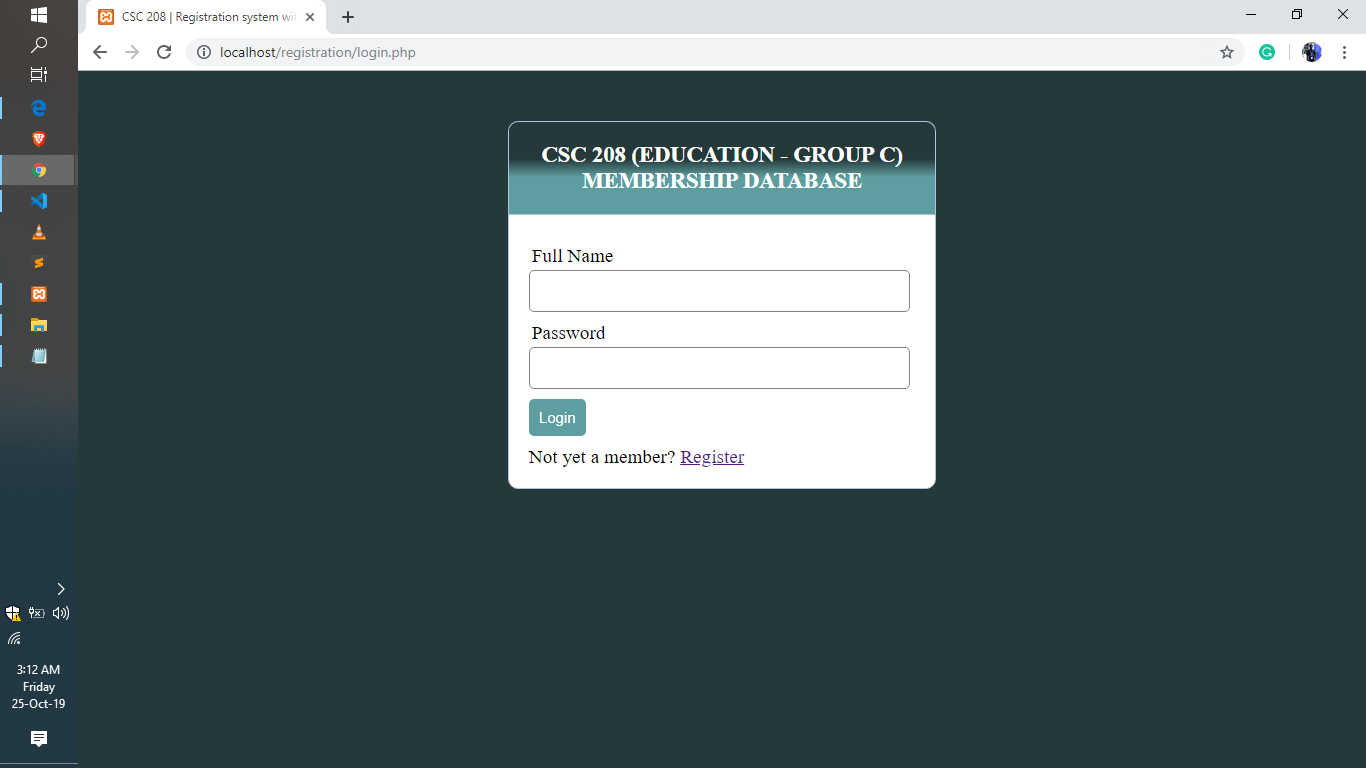 CSC 208 | Registration system wit
localhost/registration/login.php
CSC 208 (EDUCATION - GROUP C)
MEMBERSHIP DATABASE
Full Name
Password
Login
Not yet a member? Register
3:12 AM
Friday
25-Oct-19